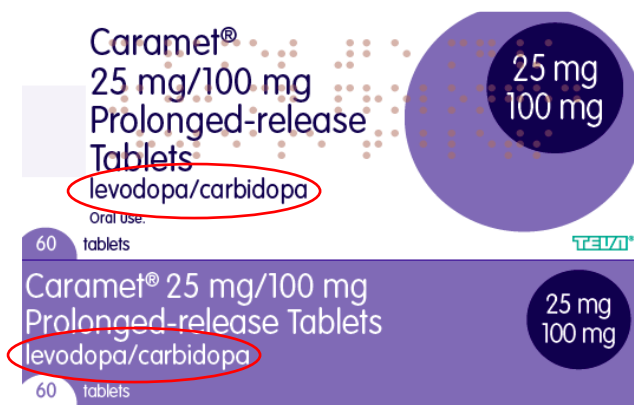 Caramet®
25 mg/100 mg
Prolonged-release
Tablets
levodopa/carbidopa
Oral use.
60 tablets
25 mg
100 mg
TEVA
Caramet® 25 mg/100 mg
Prolonged-release Tablets
levodopa/carbidopa
60 tablets
25 mg
100 mg